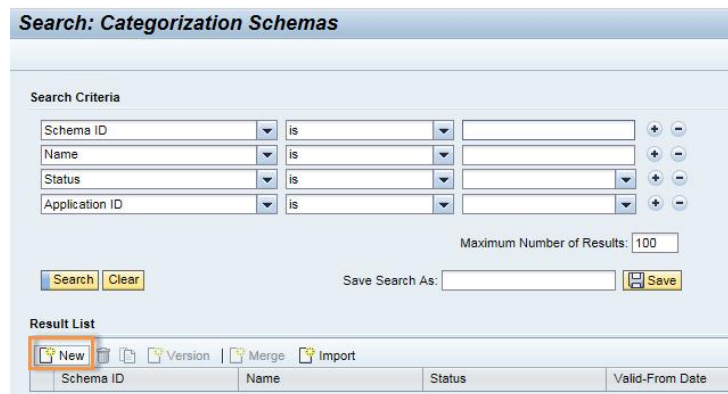 Search: Categorization Schemas
Search Criteria
Schema ID is
Name is
Status is
Application ID is
Maximum Number of Results: 100
Search Clear Save Search As: Save
Result List
New Version | Merge Import
Schema ID Name Status Valid-From Date